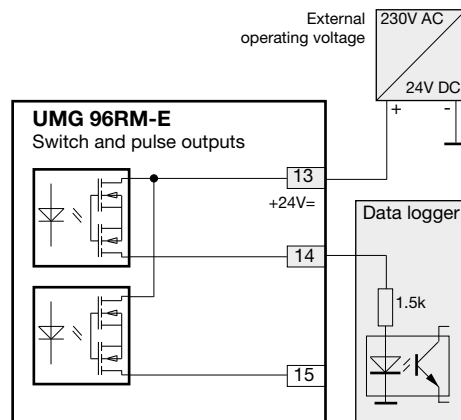 External
operating voltage
230V AC
24V DC
+ -
UMG 96RM-E
Switch and pulse outputs
13
+24V=
Data logger
14
1.5k
15